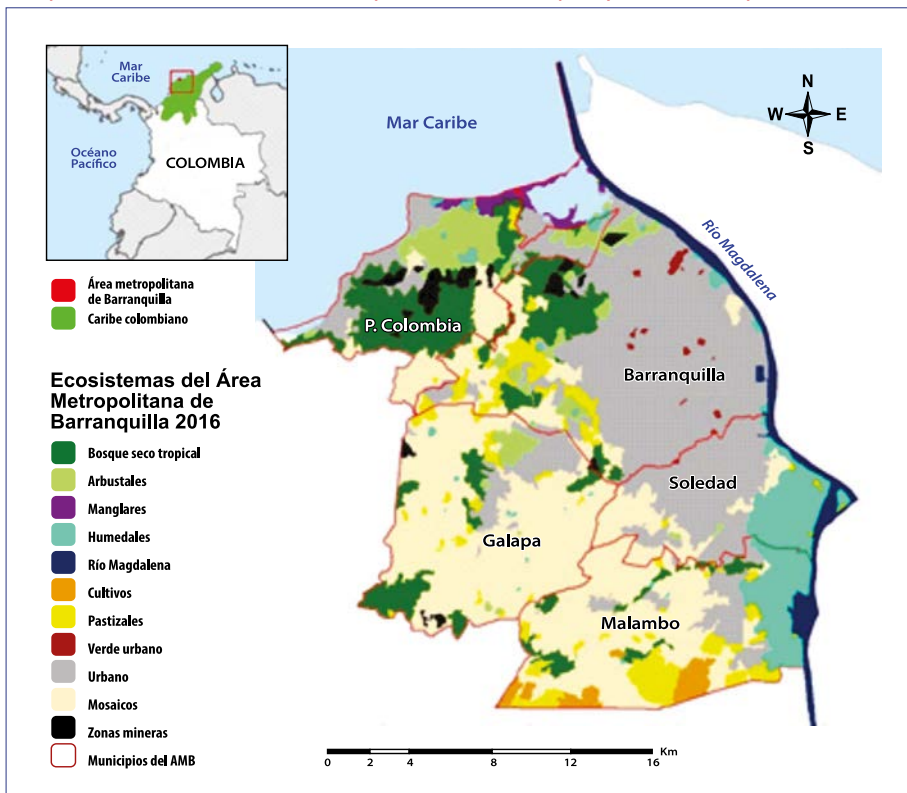 Mar
Caribe
Océano
Pacífico
COLOMBIA
Área metropolitana
de Barranquilla
Caribe colombiano
Ecosistemas del Área
Metropolitana de
Barranquilla 2016
Bosque seco tropical
Arbustales
Manglares
Humedales
Río Magdalena
Cultivos
Pastizales
Verde urbano
Urbano
Mosaicos
Zonas mineras
Municipios del AMB
Mar Caribe
N
W
E
S
Río Magdalena
P. Colombia
Barranquilla
Soledad
Galapa
Malambo
Km
0 2 4 8 12 16